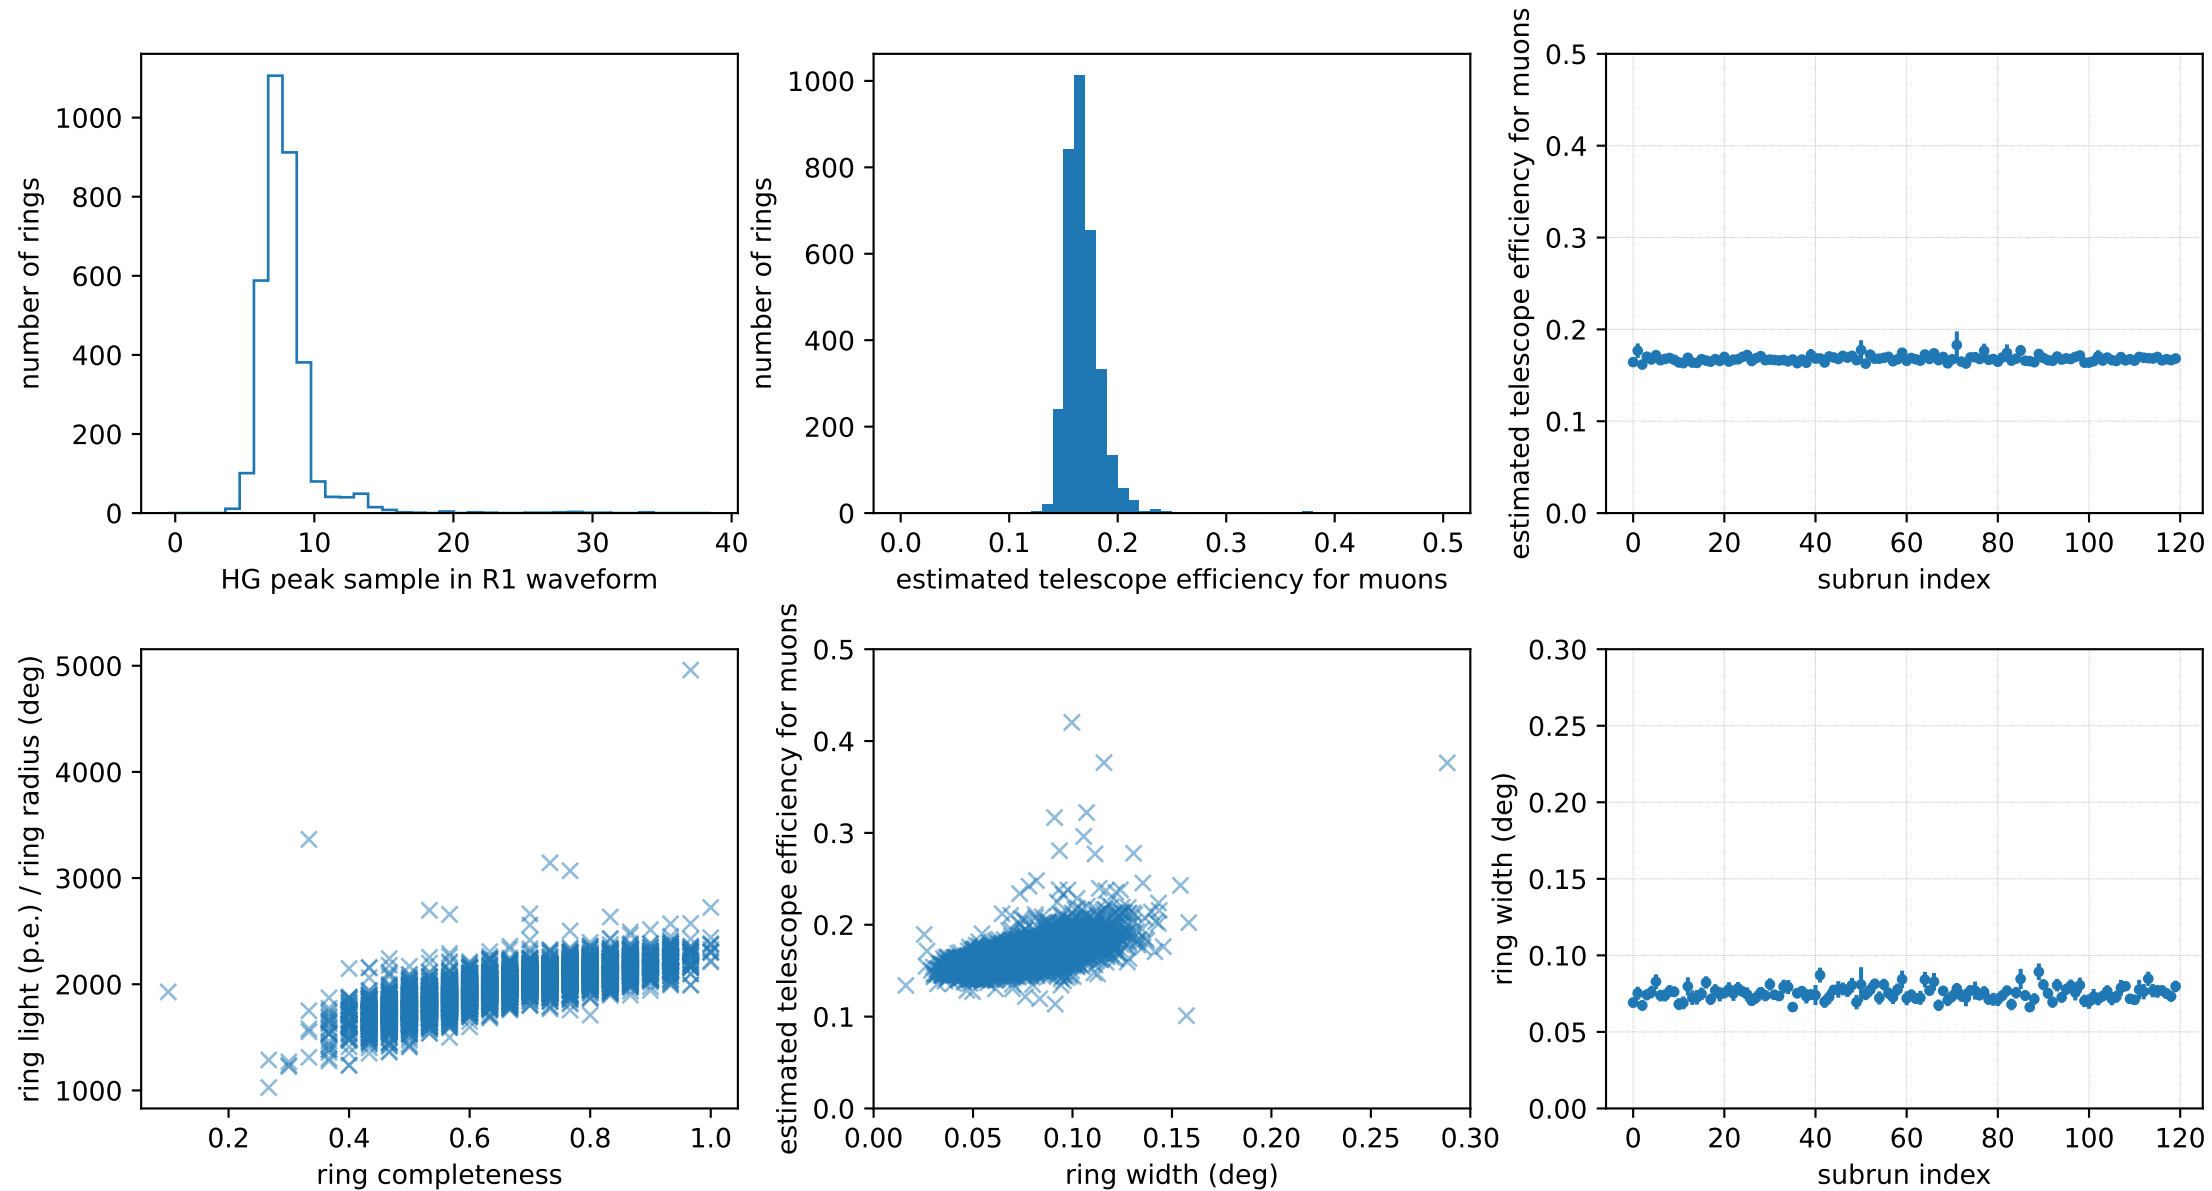 number of rings
1000
800
600
400
200
0
0 10 20 30 40
HG peak sample in R1 waveform
number of rings
1000
800
600
400
200
0
0.0 0.1 0.2 0.3 0.4 0.5
estimated telescope efficiency for muons
estimated telescope efficiency for muons
0.5
0.4
0.3
0.2
0.1
0.0
0 20 40 60 80 100 120
subrun index
ring light (p.e.) / ring radius (deg)
5000
4000
3000
2000
1000
0.2 0.4 0.6 0.8 1.0
ring completeness
estimated telescope efficiency for muons
0.5
0.4
0.3
0.2
0.1
0.0
0.00 0.05 0.10 0.15 0.20 0.25 0.30
ring width (deg)
ring width (deg)
0.30
0.25
0.20
0.15
0.10
0.05
0.00
0 20 40 60 80 100 120
subrun index